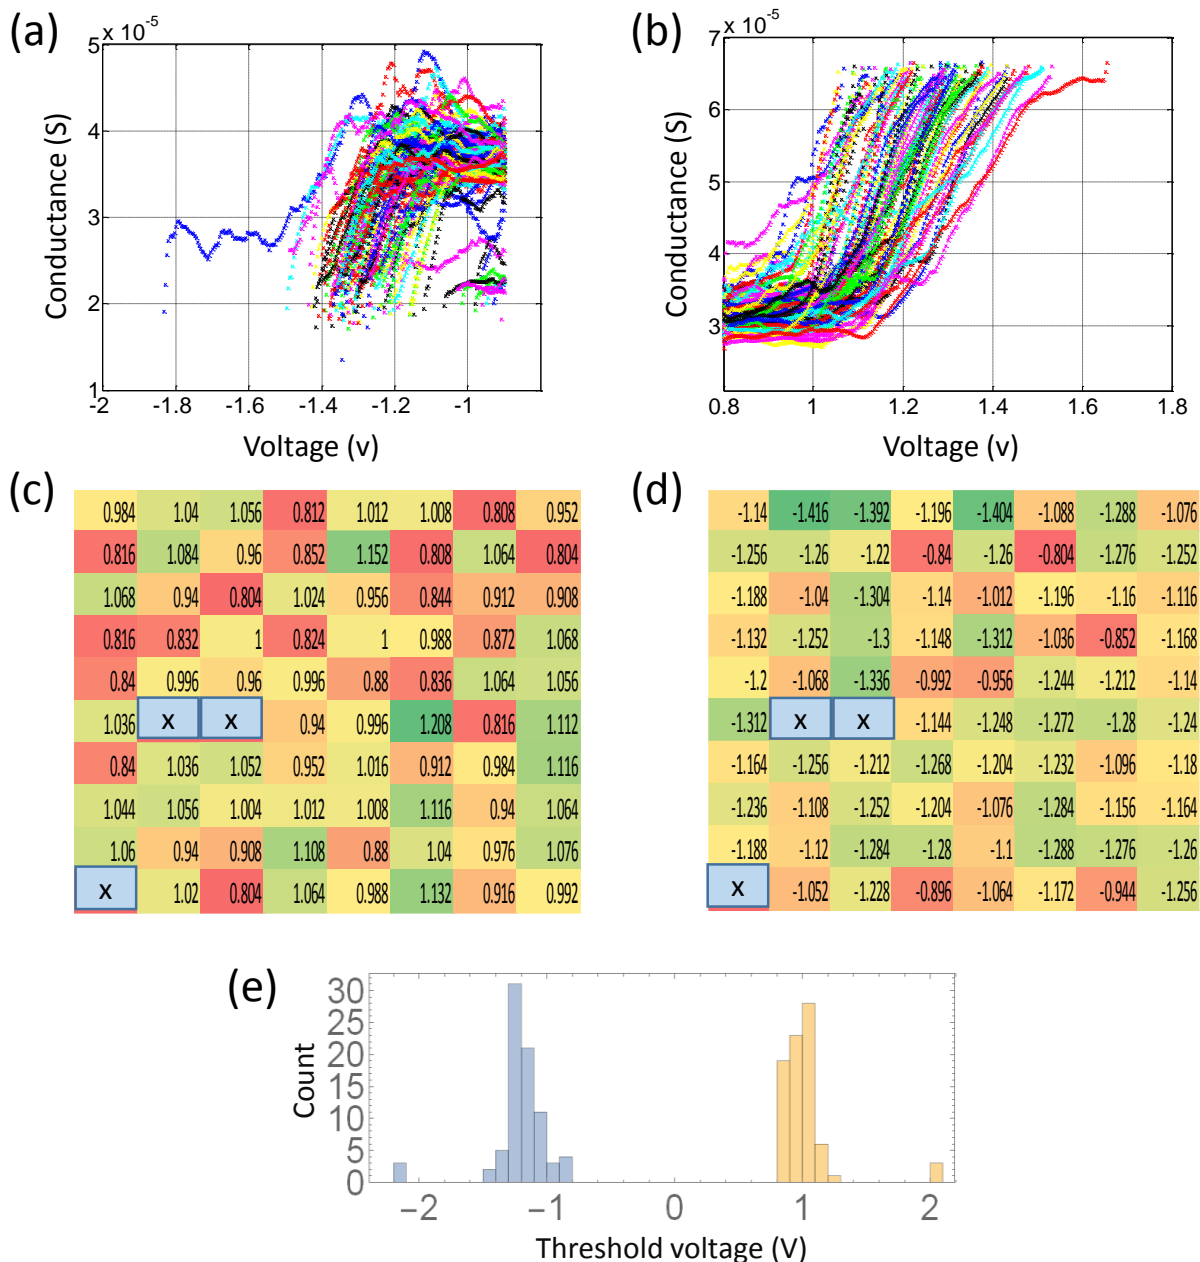 (a)
x 10 -5
5
4
3
2
1
Conductance (S)
-2 -1.8 -1.6 -1.4 -1.2 -1
Voltage (v)
(b)
x 10 -5
7
6
5
4
3
Conductance (S)
0.8 1 1.2 1.4 1.6 1.8
Voltage (v)
(c)
0.984 1.04 1.056 0.812 1.012 1.008 0.808 0.952
0.816 1.084 0.96 0.852 1.152 0.808 1.064 0.804
1.068 0.94 0.804 1.024 0.956 0.844 0.912 0.908
0.816 0.832 1 0.824 1 0.988 0.872 1.068
0.84 0.996 0.96 0.996 0.88 0.836 1.064 1.056
1.036 x x 0.94 0.996 1.208 0.816 1.112
0.84 1.036 1.052 0.952 1.016 0.912 0.984 1.116
1.044 1.056 1.004 1.012 1.008 1.116 0.94 1.064
1.06 0.94 0.908 1.108 0.88 1.04 0.976 1.076
x 1.02 0.804 1.064 0.988 1.132 0.916 0.992
(d)
-1.14 -1.416 -1.392 -1.196 -1.404 -1.088 -1.288 -1.076
-1.256 -1.26 -1.22 -0.84 -1.26 -0.804 -1.276 -1.252
-1.188 -1.04 -1.304 -1.14 -1.012 -1.196 -1.16 -1.116
-1.132 -1.252 -1.3 -1.148 -1.312 -1.036 -0.852 -1.168
-1.2 -1.068 -1.336 -0.992 -0.956 -1.244 -1.212 -1.14
-1.312 x x -1.144 -1.248 -1.272 -1.28 -1.24
-1.164 -1.256 -1.212 -1.268 -1.204 -1.232 -1.096 -1.18
-1.236 -1.108 -1.252 -1.204 -1.076 -1.284 -1.156 -1.164
-1.188 -1.12 -1.284 -1.28 -1.1 -1.288 -1.276 -1.26
x -1.052 -1.228 -0.896 -1.064 -1.172 -0.944 -1.256
(e)
30
25
20
15
10
5
0
Count
−2 −1 0 1 2
Threshold voltage (V)